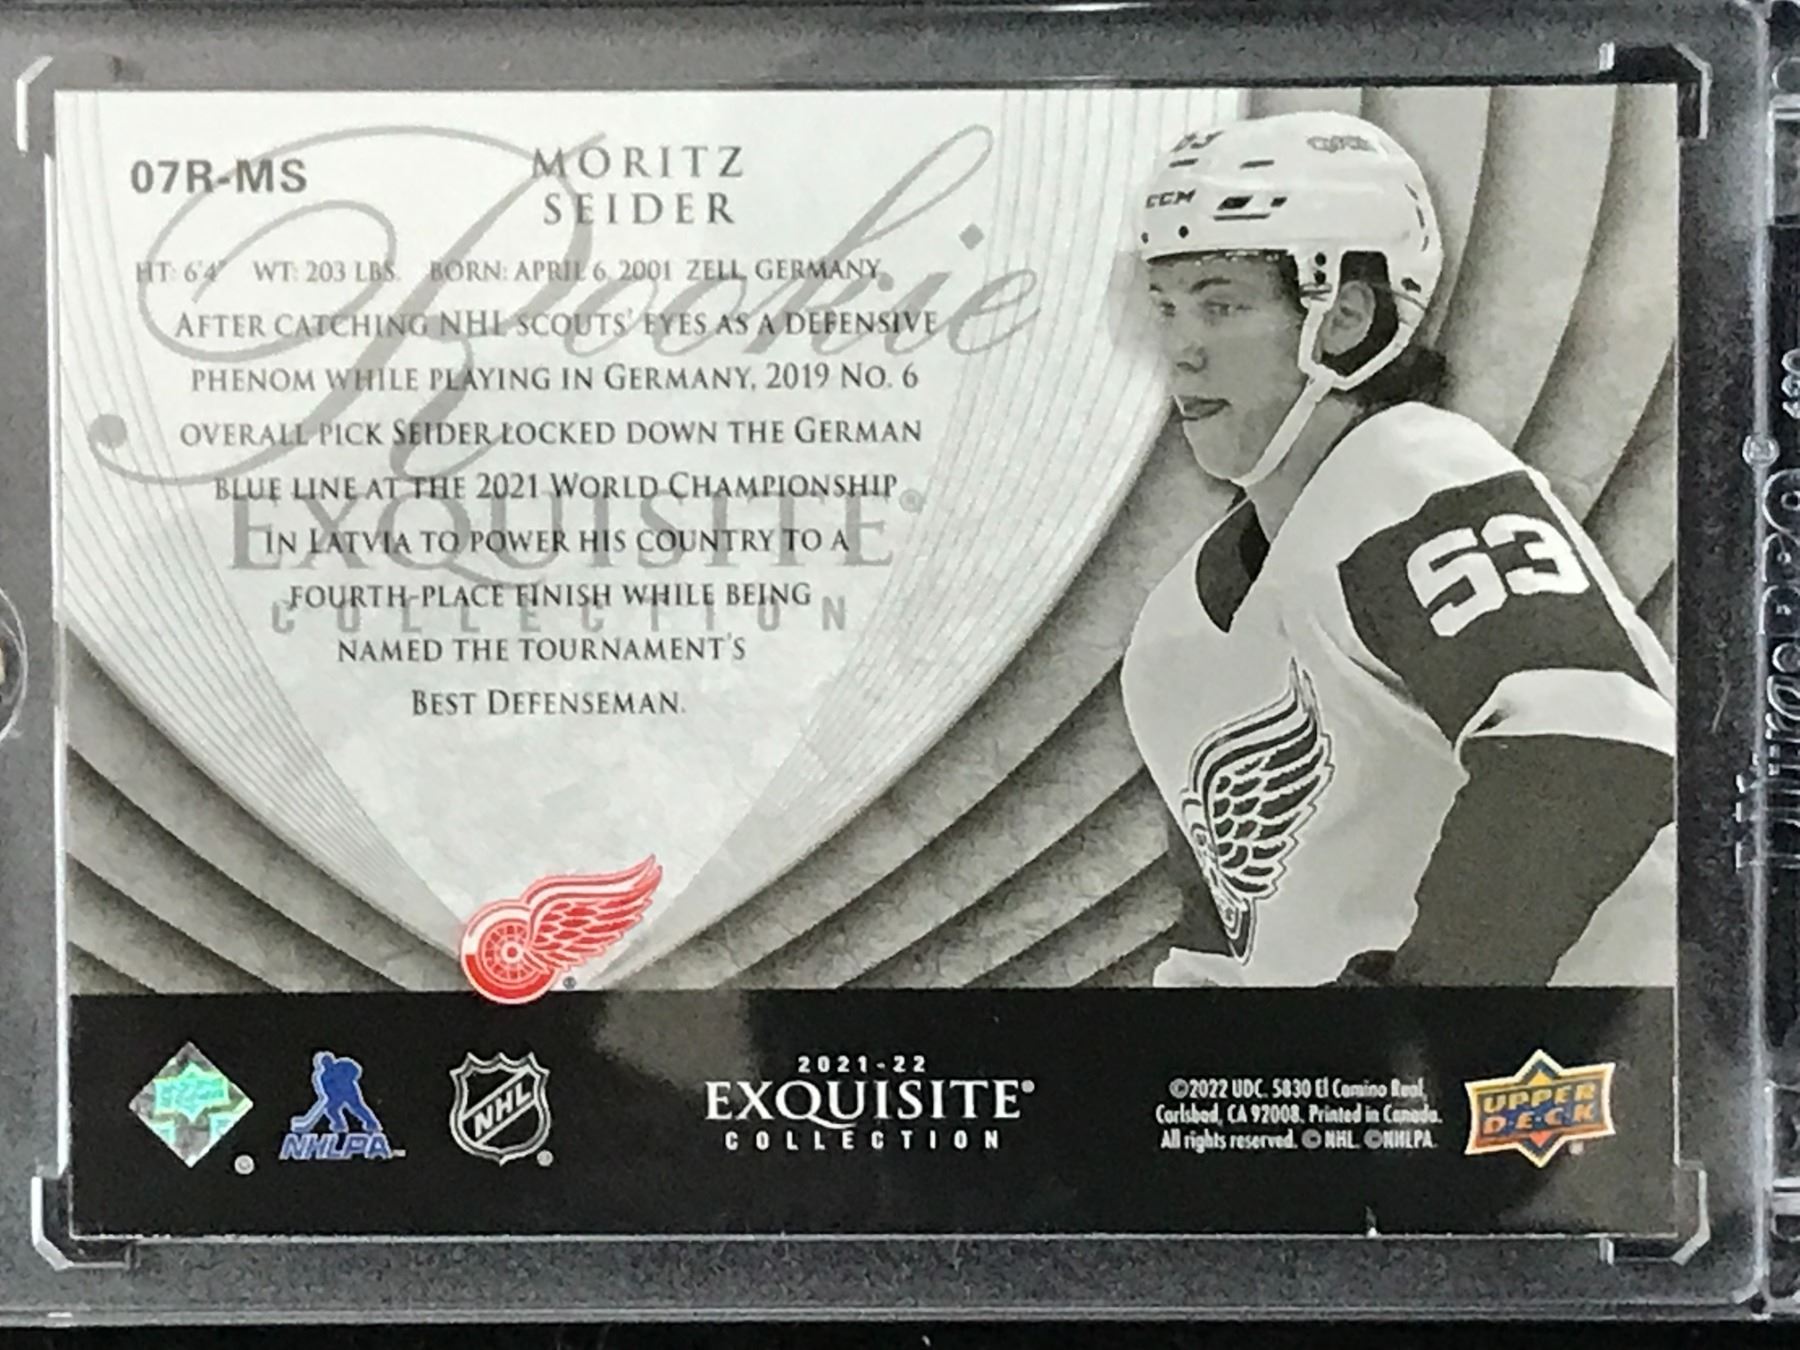 07R-MS
MORITZ
SEIDER
HT: 6'4" WT: 203 LBS. BORN: APRIL 6, 2001 ZELL, GERMANY
AFTER CATCHING NHL SCOUTS' EYES AS A DEFENSIVE
PHENOM WHILE PLAYING IN GERMANY, 2019 NO. 6
OVERALL PICK SEIDER LOCKED DOWN THE GERMAN
BLUE LINE AT THE 2021 WORLD CHAMPIONSHIP
IN LATVIA TO POWER HIS COUNTRY TO A
FOURTH-PLACE FINISH WHILE BEING
NAMED THE TOURNAMENT'S
BEST DEFENSEMAN.
Rookie
EXQUISITE®
COLLECTION
53
CCM
53
NHLPA™
NHL
®
2021-22
EXQUISITE®
COLLECTION
©2022 UDC. 5830 El Camino Real,
Carlsbad, CA 92008. Printed in Canada.
All rights reserved. © NHL. ©NHLPA.
UPPER
D·E·C·K